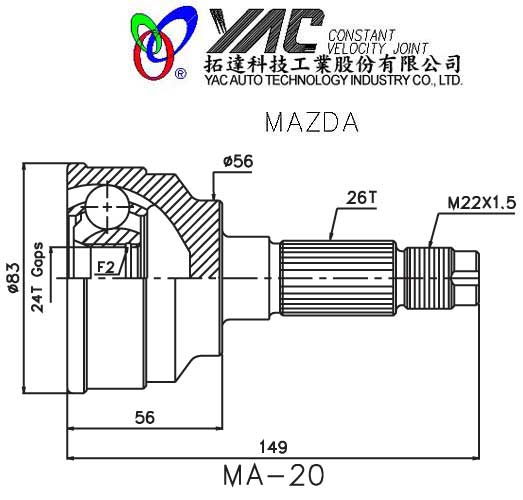 YAC CONSTANT
VELOCITY JOINT
®
拓達科技工業股份有限公司
YAC AUTO TECHNOLOGY INDUSTRY CO., LTD.
MAZDA
ø56
26T
M22X1.5
ø83
24T Gaps
F2
56
149
MA-20